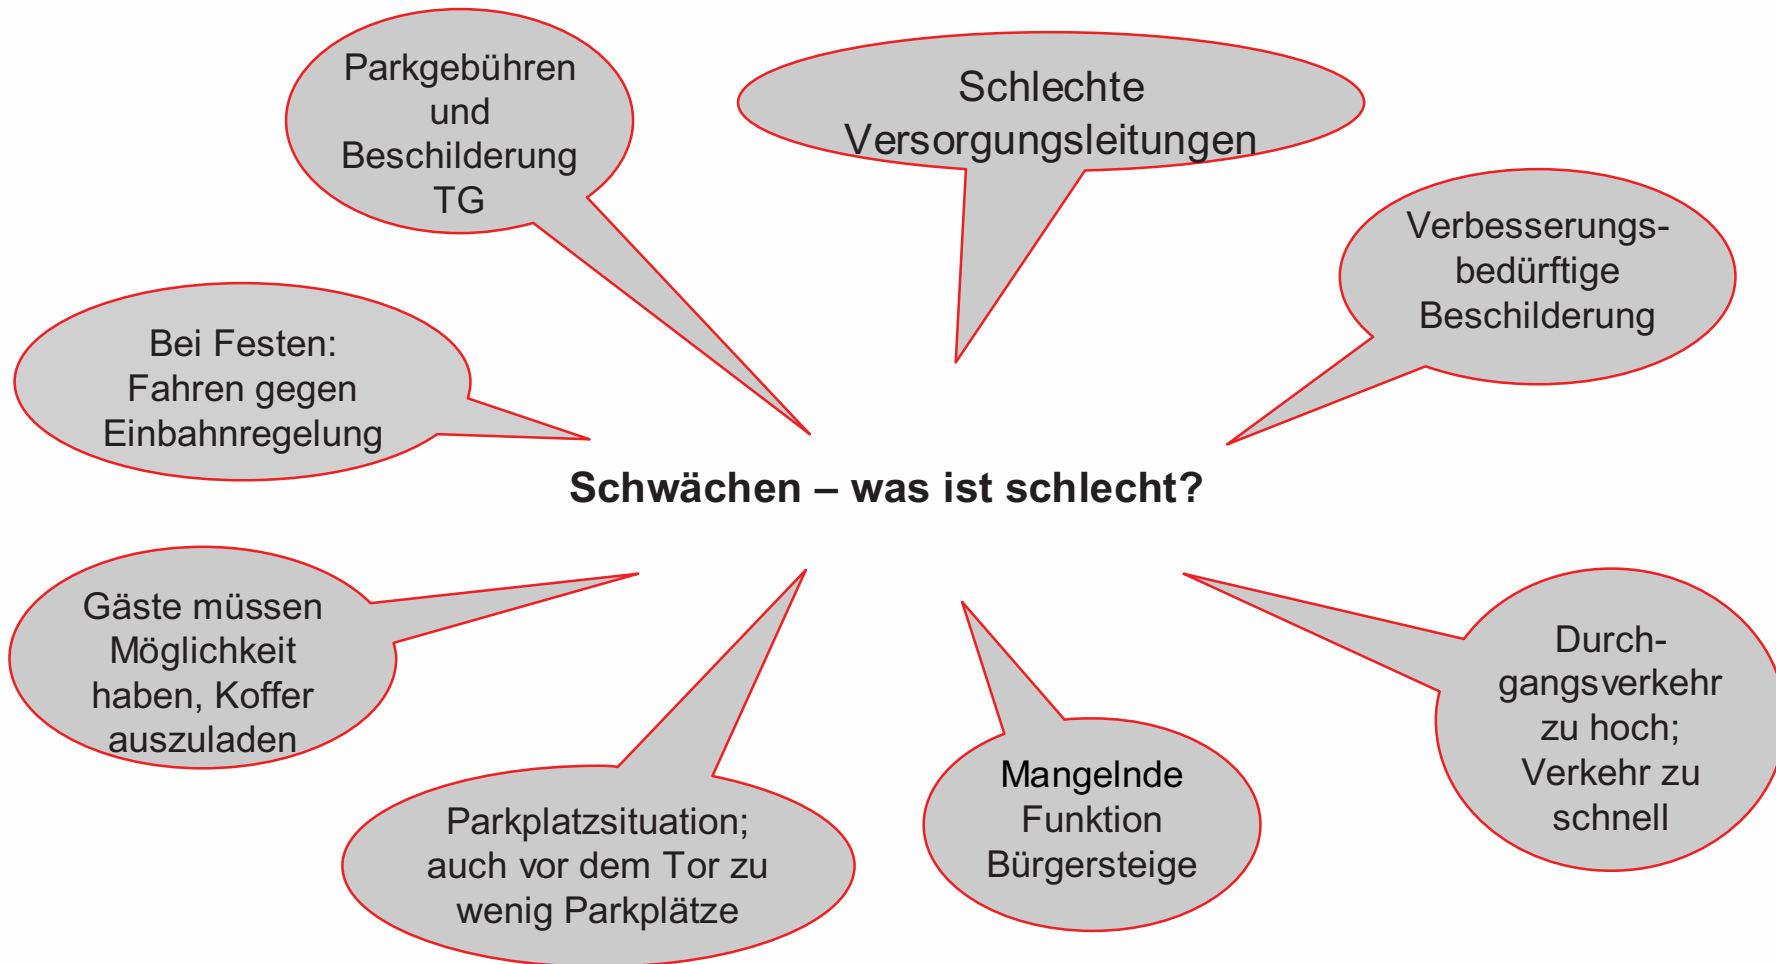 Parkgebühren
und
Beschilderung
TG
Schlechte
Versorgungsleitungen
Verbesserungs-
bedürftige
Beschilderung
Bei Festen:
Fahren gegen
Einbahnregelung
Schwächen – was ist schlecht?
Gäste müssen
Möglichkeit
haben, Koffer
auszuladen
Parkplatzsituation;
auch vor dem Tor zu
wenig Parkplätze
Mangelnde
Funktion
Bürgersteige
Durch-
gangsverkehr
zu hoch;
Verkehr zu
schnell